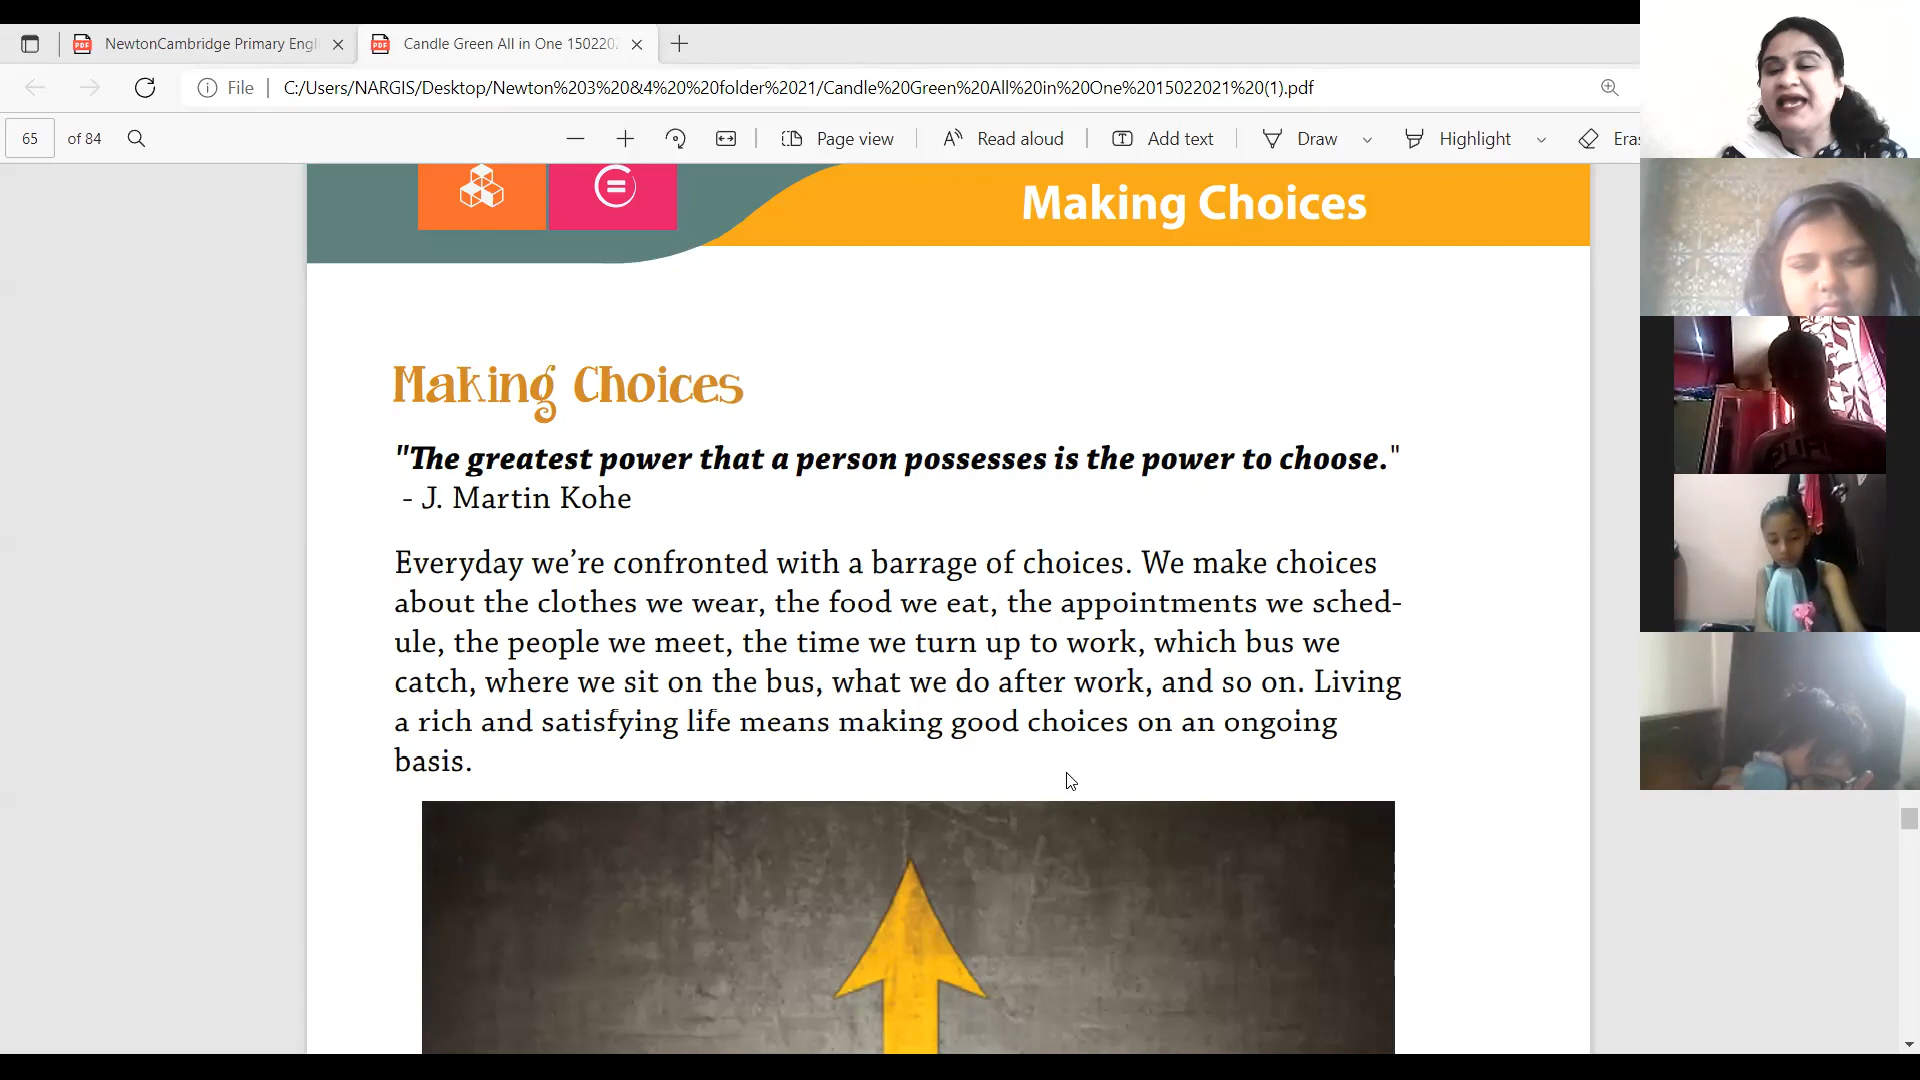 NewtonCambridge Primary Engl
Candle Green All in One 1502202
File
C:/Users/NARGIS/Desktop/Newton%203%20&4%20%20folder%2021/Candle%20Green%20All%20in%20One%2015022021%20(1).pdf
65 of 84
Page view
Read aloud
Add text
Draw
Highlight
Eras
Making Choices
Making Choices
"The greatest power that a person possesses is the power to choose."
- J. Martin Kohe
Everyday we’re confronted with a barrage of choices. We make choices
about the clothes we wear, the food we eat, the appointments we sched-
ule, the people we meet, the time we turn up to work, which bus we
catch, where we sit on the bus, what we do after work, and so on. Living
a rich and satisfying life means making good choices on an ongoing
basis.